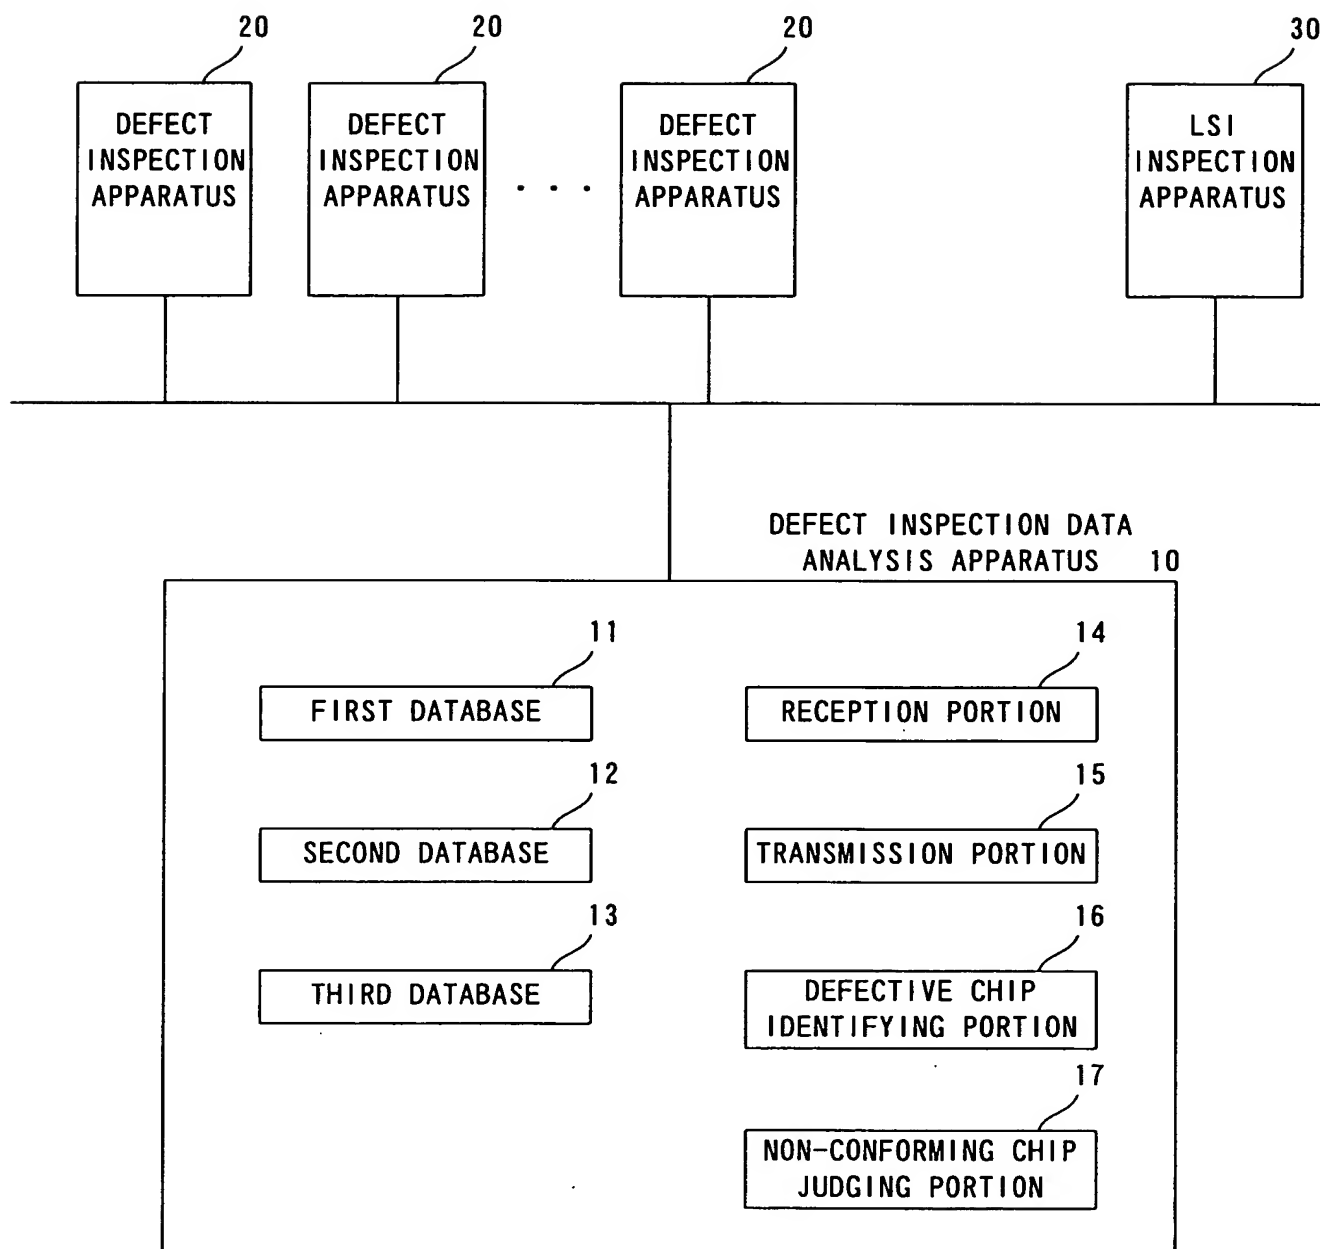 20
20
20
30
DEFECT
INSPECTION
APPARATUS
DEFECT
INSPECTION
APPARATUS
. . .
DEFECT
INSPECTION
APPARATUS
LSI
INSPECTION
APPARATUS
DEFECT INSPECTION DATA
ANALYSIS APPARATUS 10
11
FIRST DATABASE
12
SECOND DATABASE
13
THIRD DATABASE
14
RECEPTION PORTION
15
TRANSMISSION PORTION
16
DEFECTIVE CHIP
IDENTIFYING PORTION
17
NON-CONFORMING CHIP
JUDGING PORTION